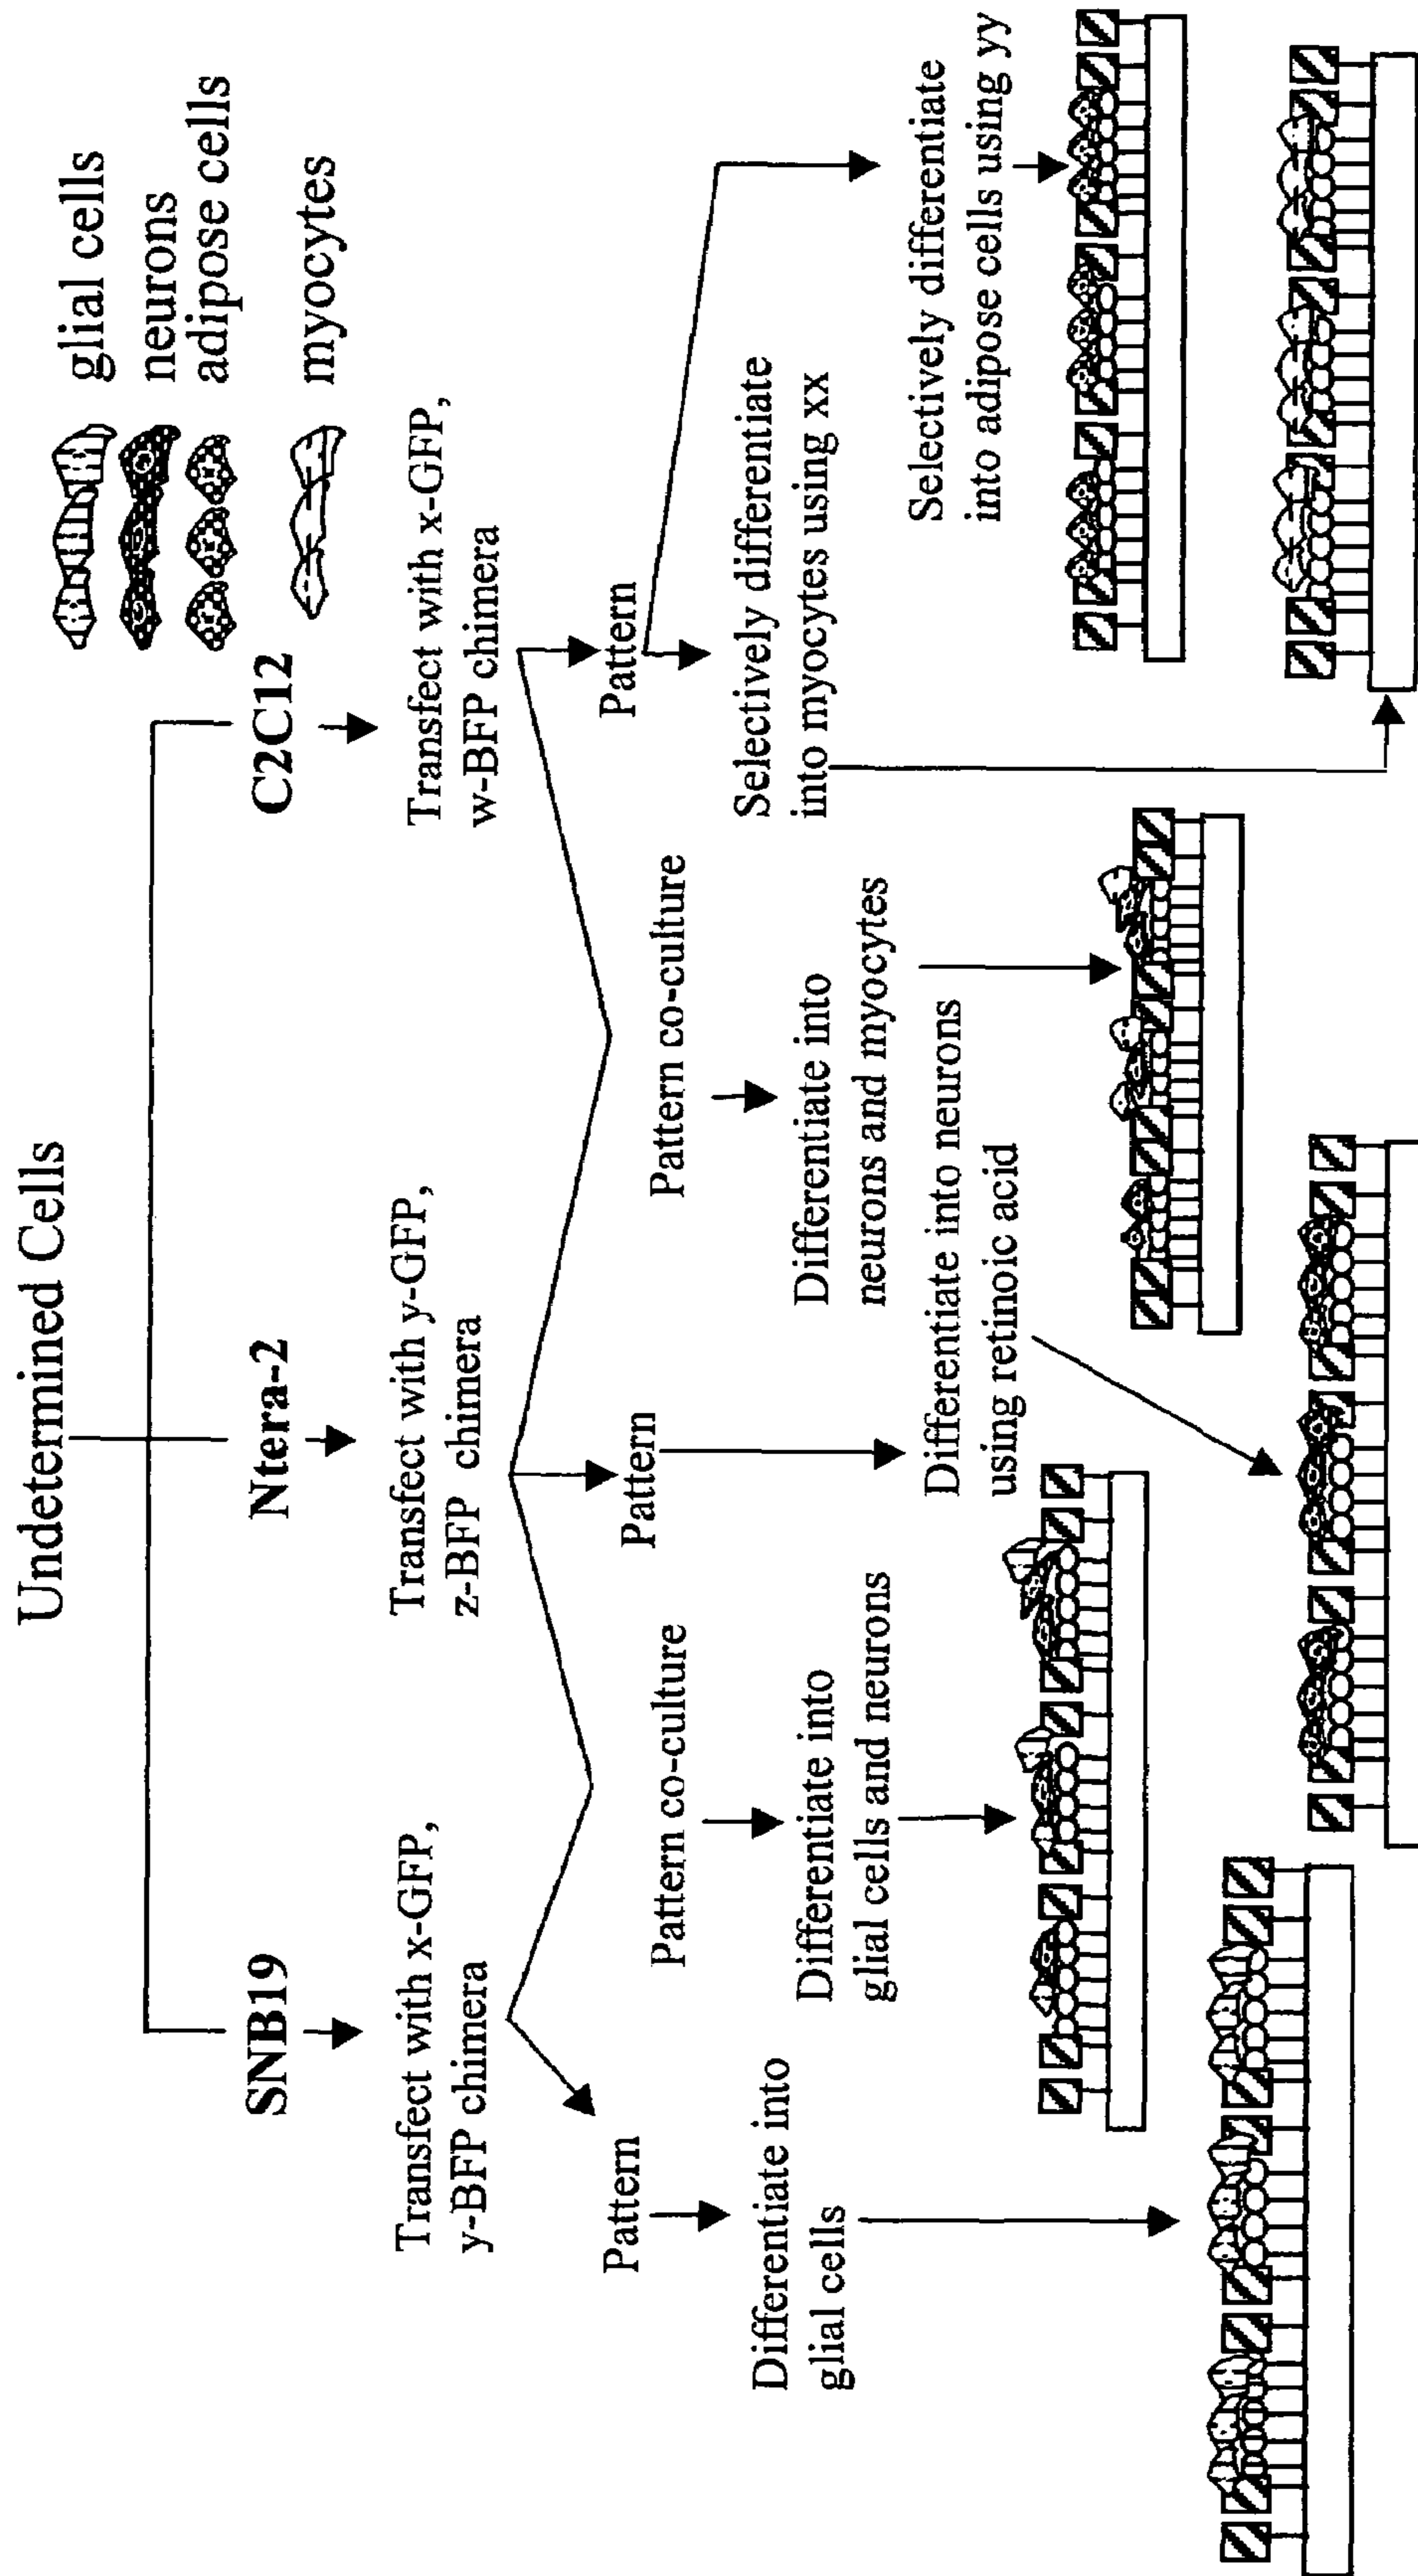 Undetermined Cells
glial cells
neurons
adipose cells
myocytes
SNB19
Ntera-2
C2C12
Transfect with x-GFP,
y-BFP chimera
Transfect with y-GFP,
z-BFP chimera
Transfect with x-GFP,
w-BFP chimera
Pattern
Pattern co-culture
Pattern
Pattern co-culture
Pattern
Differentiate into
glial cells
Differentiate into
glial cells and neurons
Differentiate into neurons
using retinoic acid
Differentiate into
neurons and myocytes
Selectively differentiate
into myocytes using xx
Selectively differentiate
into adipose cells using yy